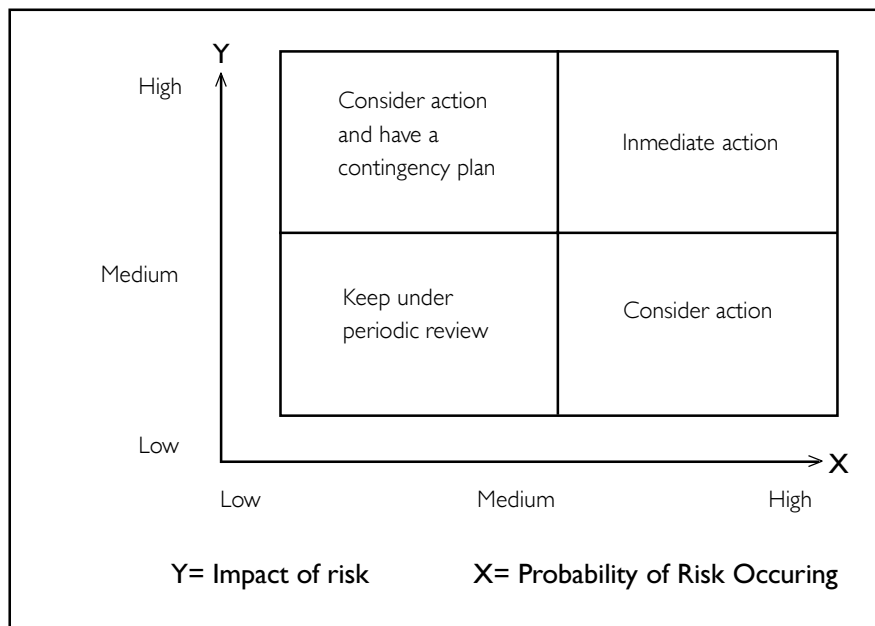 Y
High
Consider action
and have a
contingency plan
Inmediate action
Medium
Keep under
periodic review
Consider action
Low
X
Low Medium High
Y= Impact of risk X= Probability of Risk Occuring